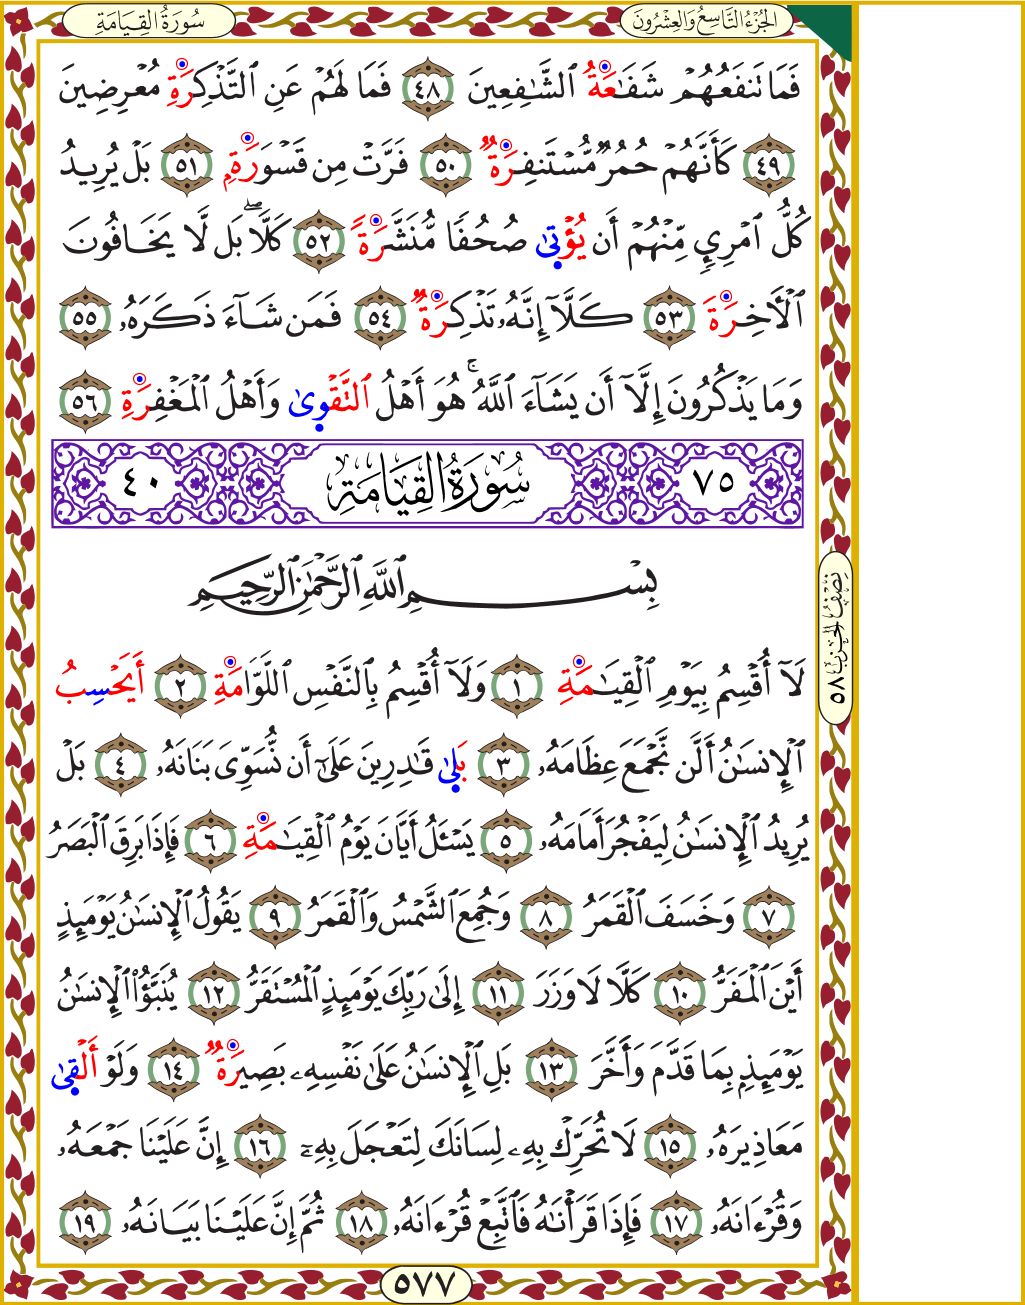 سُورَةُ القِيَامَةِ
الجُزْءُ التَّاسِعُ وَالعِشْرُونَ
فَمَا تَنفَعُهُمْ شَفَـٰعَةُ ٱلشَّـٰفِعِينَ ٤٨ فَمَا لَهُمْ عَنِ ٱلتَّذْكِرَةِ مُعْرِضِينَ
٤٩ كَأَنَّهُمْ حُمُرٌ مُّسْتَنفِرَةٌ ٥٠ فَرَّتْ مِن قَسْوَرَةٍ ٥١ بَلْ يُرِيدُ
كُلُّ ٱمْرِئٍ مِّنْهُمْ أَن يُؤْتَىٰ صُحُفًا مُّنَشَّرَةً ٥٢ كَلَّاۖ بَل لَّا يَخَافُونَ
ٱلْأَخِرَةَ ٥٣ كَلَّآ إِنَّهُۥ تَذْكِرَةٌ ٥٤ فَمَن شَآءَ ذَكَرَهُۥ ٥٥
وَمَا يَذْكُرُونَ إِلَّآ أَن يَشَآءَ ٱللَّهُۚ هُوَ أَهْلُ ٱلتَّقْوَىٰ وَأَهْلُ ٱلْمَغْفِرَةِ ٥٦
٧٥ سُورَةُ القِيَامَةِ ٤٠
بِسْمِ ٱللَّهِ ٱلرَّحْمَـٰنِ ٱلرَّحِيمِ
لَآ أُقْسِمُ بِيَوْمِ ٱلْقِيَـٰمَةِ ١ وَلَآ أُقْسِمُ بِٱلنَّفْسِ ٱللَّوَّامَةِ ٢ أَيَحْسِبُ
ٱلْإِنسَـٰنُ أَلَّن نَّجْمَعَ عِظَامَهُۥ ٣ بَلَىٰ قَـٰدِرِينَ عَلَىٰٓ أَن نُّسَوِّىَ بَنَانَهُۥ ٤ بَلْ
يُرِيدُ ٱلْإِنسَـٰنُ لِيَفْجُرَ أَمَامَهُۥ ٥ يَسْـَٔلُ أَيَّانَ يَوْمُ ٱلْقِيَـٰمَةِ ٦ فَإِذَا بَرِقَ ٱلْبَصَرُ
٧ وَخَسَفَ ٱلْقَمَرُ ٨ وَجُمِعَ ٱلشَّمْسُ وَٱلْقَمَرُ ٩ يَقُولُ ٱلْإِنسَـٰنُ يَوْمَئِذٍ
أَيْنَ ٱلْمَفَرُّ ١٠ كَلَّا لَا وَزَرَ ١١ إِلَىٰ رَبِّكَ يَوْمَئِذٍ ٱلْمُسْتَقَرُّ ١٢ يُنَبَّؤُا۟ ٱلْإِنسَـٰنُ
يَوْمَئِذٍۭ بِمَا قَدَّمَ وَأَخَّرَ ١٣ بَلِ ٱلْإِنسَـٰنُ عَلَىٰ نَفْسِهِۦ بَصِيرَةٌ ١٤ وَلَوْ أَلْقَىٰ
مَعَاذِيرَهُۥ ١٥ لَا تُحَرِّكْ بِهِۦ لِسَانَكَ لِتَعْجَلَ بِهِۦٓ ١٦ إِنَّ عَلَيْنَا جَمْعَهُۥ
وَقُرْءَانَهُۥ ١٧ فَإِذَا قَرَأْنَـٰهُ فَٱتَّبِعْ قُرْءَانَهُۥ ١٨ ثُمَّ إِنَّ عَلَيْنَا بَيَانَهُۥ ١٩
نِصْفُ الحِزْبِ ٥٨
٥٧٧